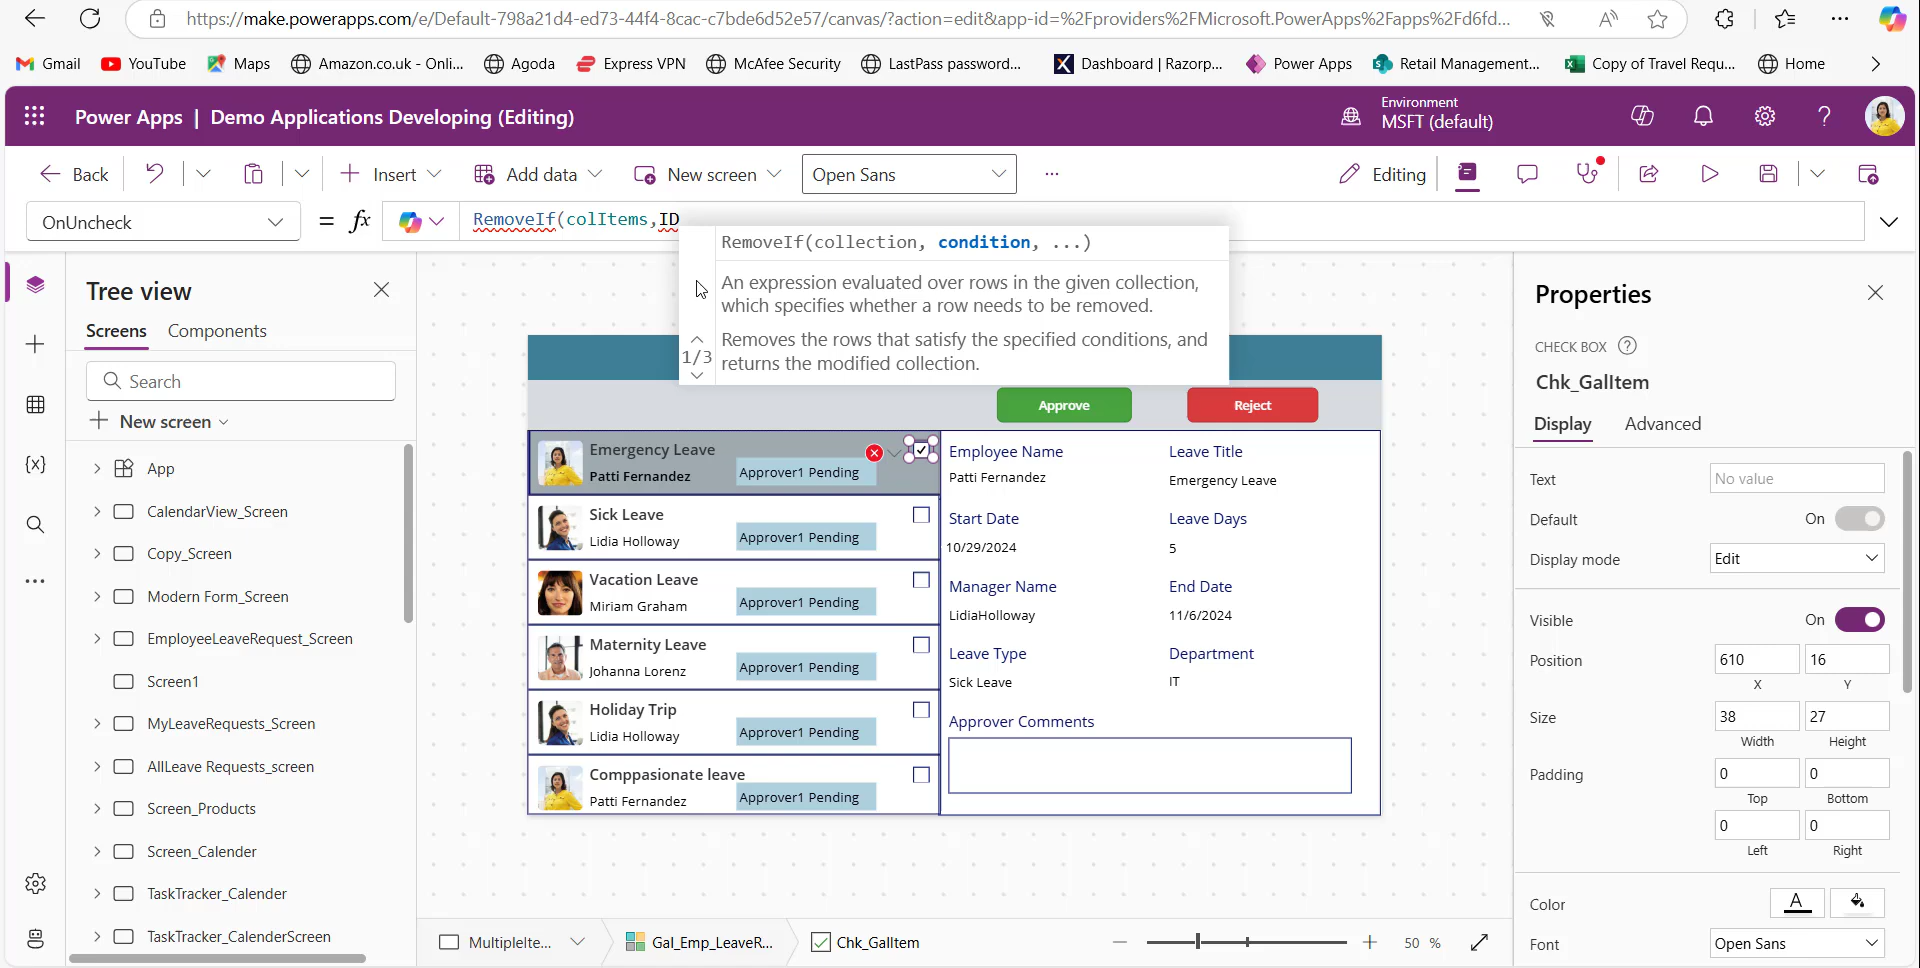 https://make.powerapps.com/e/Default-798a21d4-ed73-44f4-8cac-c7bde6d52e57/canvas/?action=edit&app-id=%2Fproviders%2FMicrosoft.PowerApps%2Fapps%2Fd6fd...
Gmail YouTube Maps Amazon.co.uk - Onli... Agoda Express VPN McAfee Security LastPass password... Dashboard | Razorp... Power Apps Retail Management... Copy of Travel Requ... Home
Power Apps | Demo Applications Developing (Editing)
Environment
MSFT (default)
Back Insert Add data New screen Open Sans ... Editing
OnUncheck = fx RemoveIf(colItems,ID
RemoveIf(collection, condition, ...)
An expression evaluated over rows in the given collection,
which specifies whether a row needs to be removed.
1/3
Removes the rows that satisfy the specified conditions, and
returns the modified collection.
Tree view
Screens Components
Search
New screen
App
CalendarView_Screen
Copy_Screen
Modern Form_Screen
EmployeeLeaveRequest_Screen
Screen1
MyLeaveRequests_Screen
AllLeave Requests_screen
Screen_Products
Screen_Calender
TaskTracker_Calender
TaskTracker_CalenderScreen
Approve Reject
Emergency Leave
Patti Fernandez
Approver1 Pending
Sick Leave
Lidia Holloway
Approver1 Pending
Vacation Leave
Miriam Graham
Approver1 Pending
Maternity Leave
Johanna Lorenz
Approver1 Pending
Holiday Trip
Lidia Holloway
Approver1 Pending
Comppasionate leave
Patti Fernandez
Approver1 Pending
Employee Name Leave Title
Patti Fernandez Emergency Leave
Start Date Leave Days
10/29/2024 5
Manager Name End Date
LidiaHolloway 11/6/2024
Leave Type Department
Sick Leave IT
Approver Comments
MultipleIte... Gal_Emp_LeaveR... Chk_GalItem
50 %
Properties
CHECK BOX
Chk_GalItem
Display Advanced
Text No value
Default On
Display mode Edit
Visible On
Position 610 16
X Y
Size 38 27
Width Height
Padding 0 0
Top Bottom
0 0
Left Right
Color A
Font Open Sans